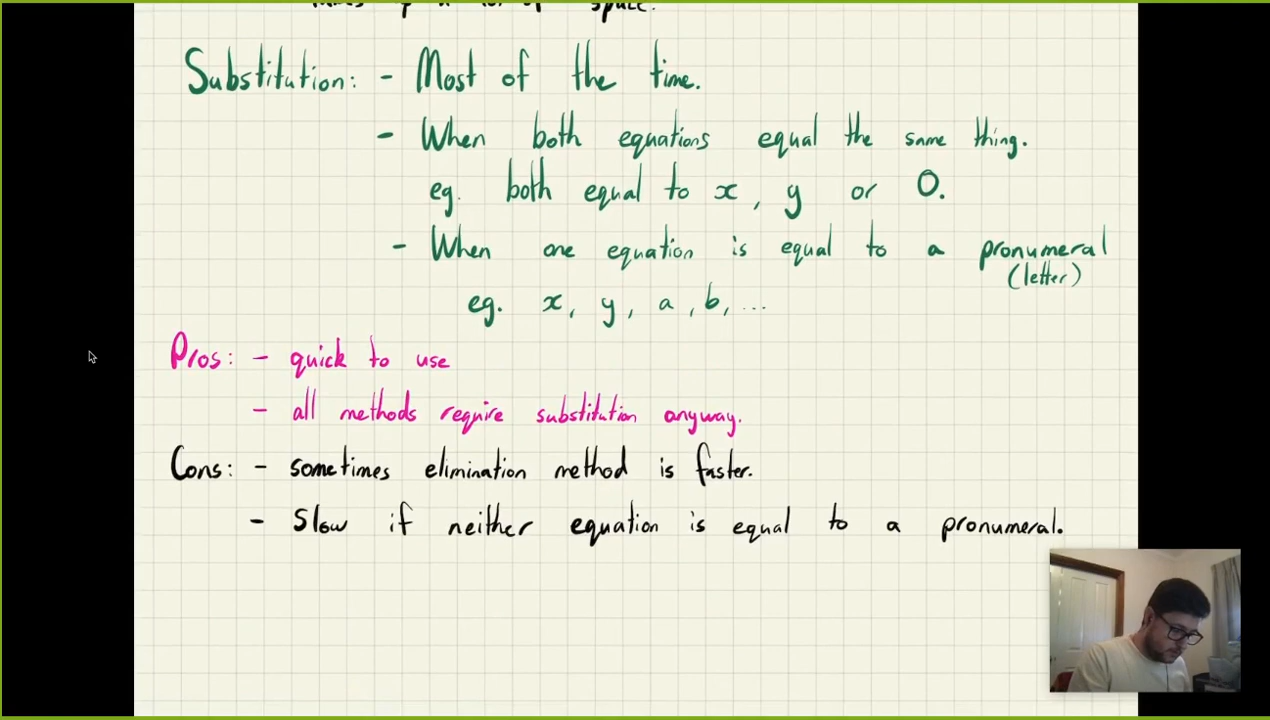 space.
Substitution: - Most of the time.
- When both equations equal the same thing.
eg. both equal to x, y or 0.
- When one equation is equal to a pronumeral
(letter)
eg. x, y, a, b, ...
Pros: - quick to use
- all methods require substitution anyway.
Cons: - sometimes elimination method is faster.
- Slow if neither equation is equal to a pronumeral.